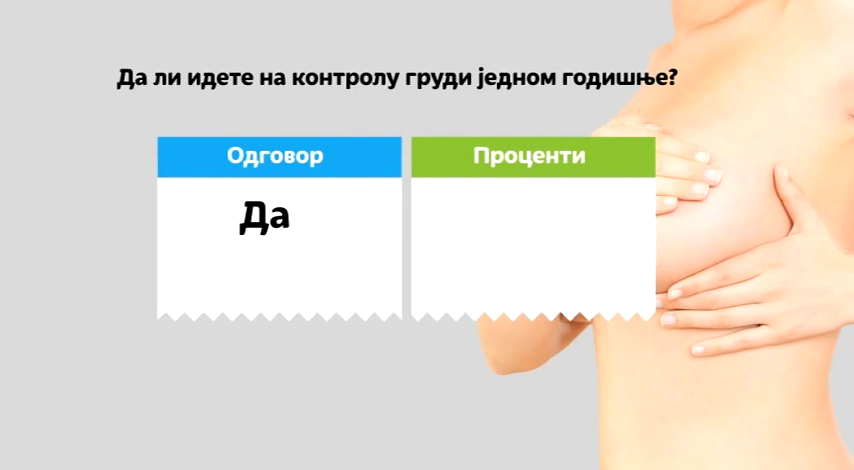 Да ли идете на контролу груди једном годишње?
Одговор
Проценти
Да